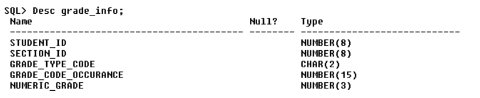 SQL> Desc grade_info;
Name Null? Type
----------------------------------------- -------- ----------------------------
STUDENT_ID NUMBER(8)
SECTION_ID NUMBER(8)
GRADE_TYPE_CODE CHAR(2)
GRADE_CODE_OCCURANCE NUMBER(15)
NUMERIC_GRADE NUMBER(3)